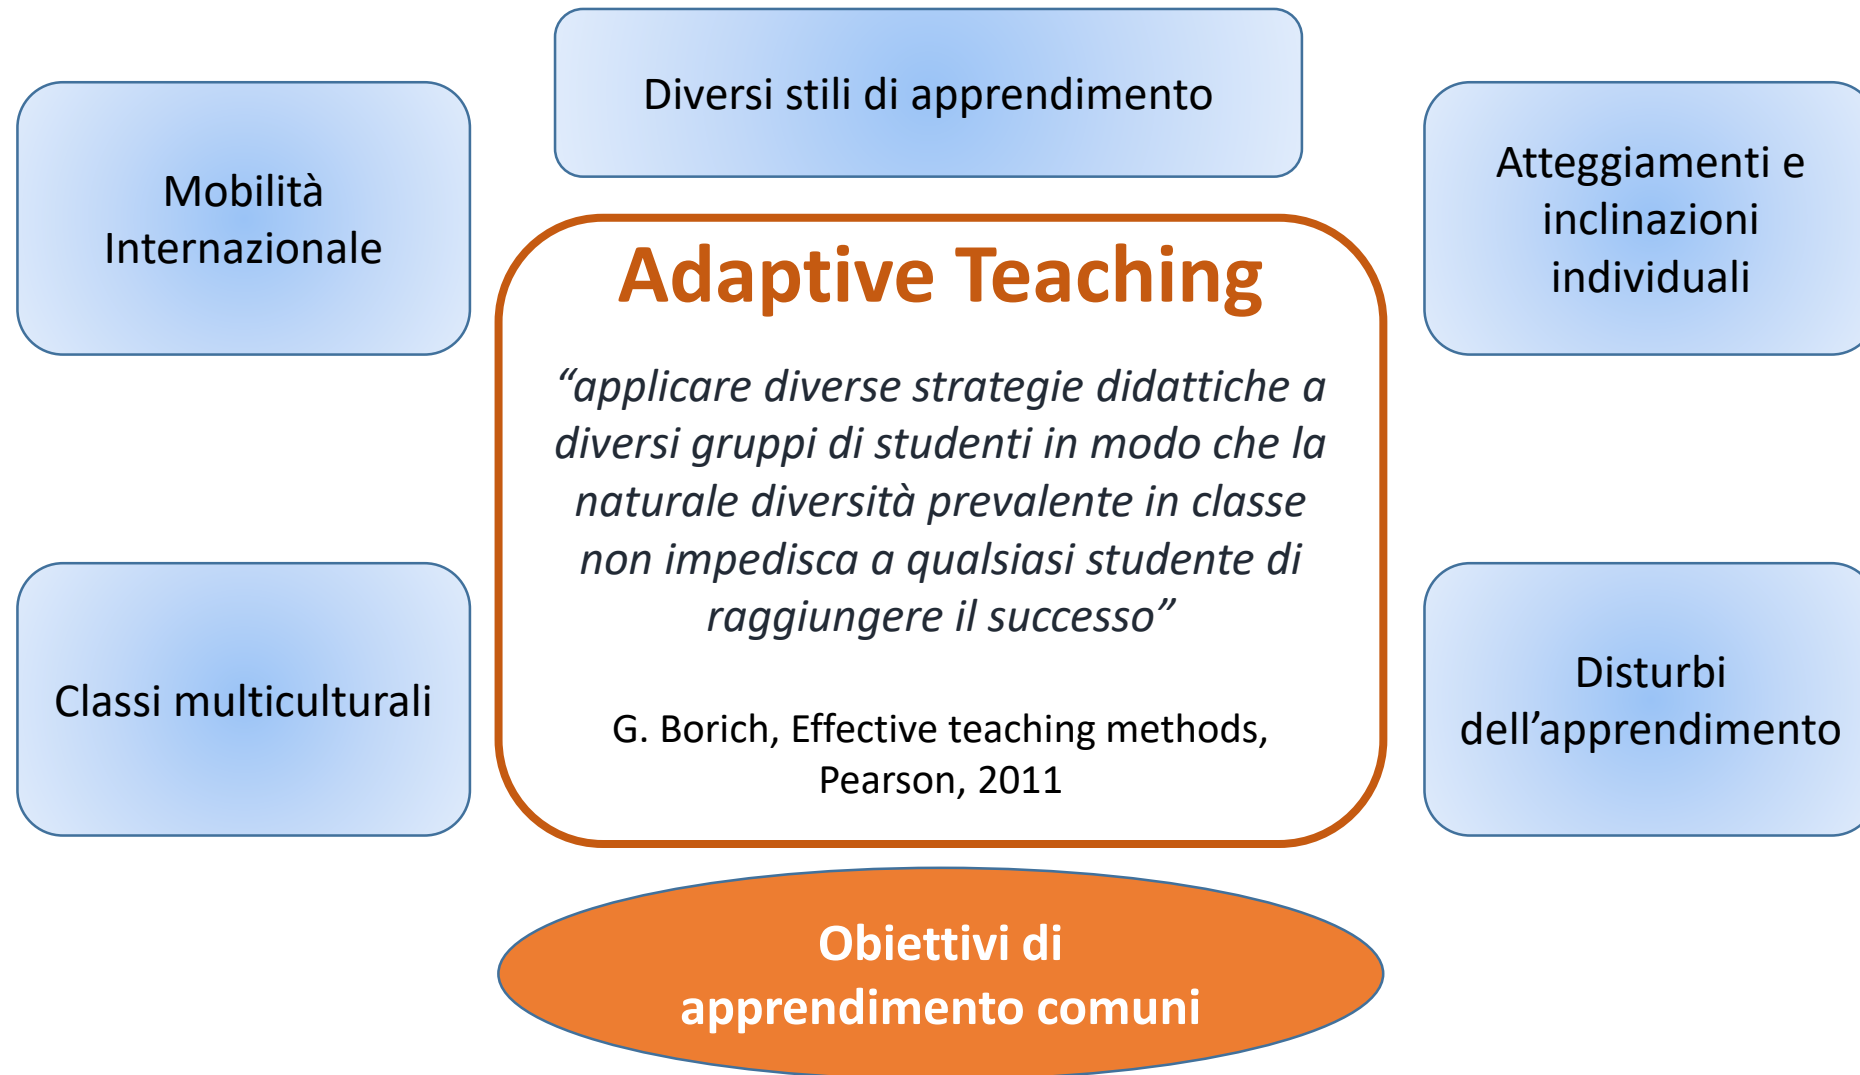 Diversi stili di apprendimento
Mobilità
Internazionale
Atteggiamenti e
inclinazioni
individuali
Adaptive Teaching
“applicare diverse strategie didattiche a
diversi gruppi di studenti in modo che la
naturale diversità prevalente in classe
non impedisca a qualsiasi studente di
raggiungere il successo”
G. Borich, Effective teaching methods,
Pearson, 2011
Classi multiculturali
Disturbi
dell’apprendimento
Obiettivi di
apprendimento comuni